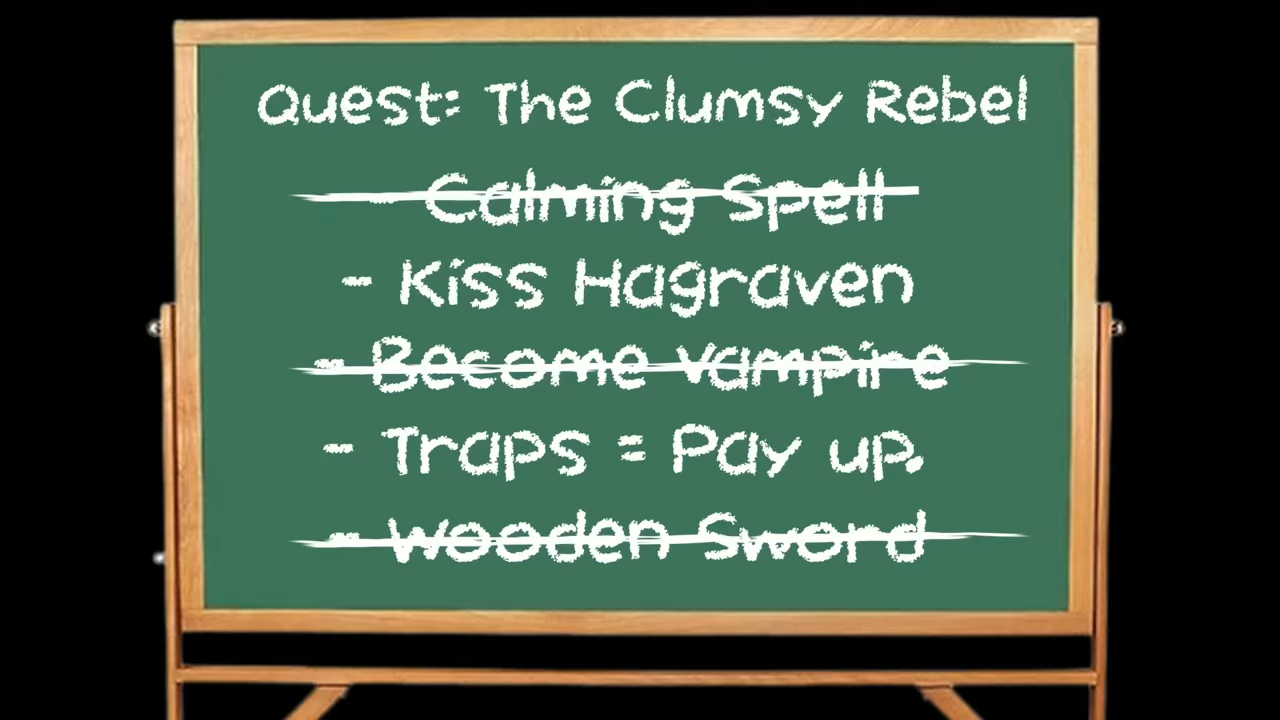 Quest: The Clumsy Rebel
- Calming Spell
- Kiss Hagraven
- Become Vampire
- Traps = Pay up.
- Wooden Sword